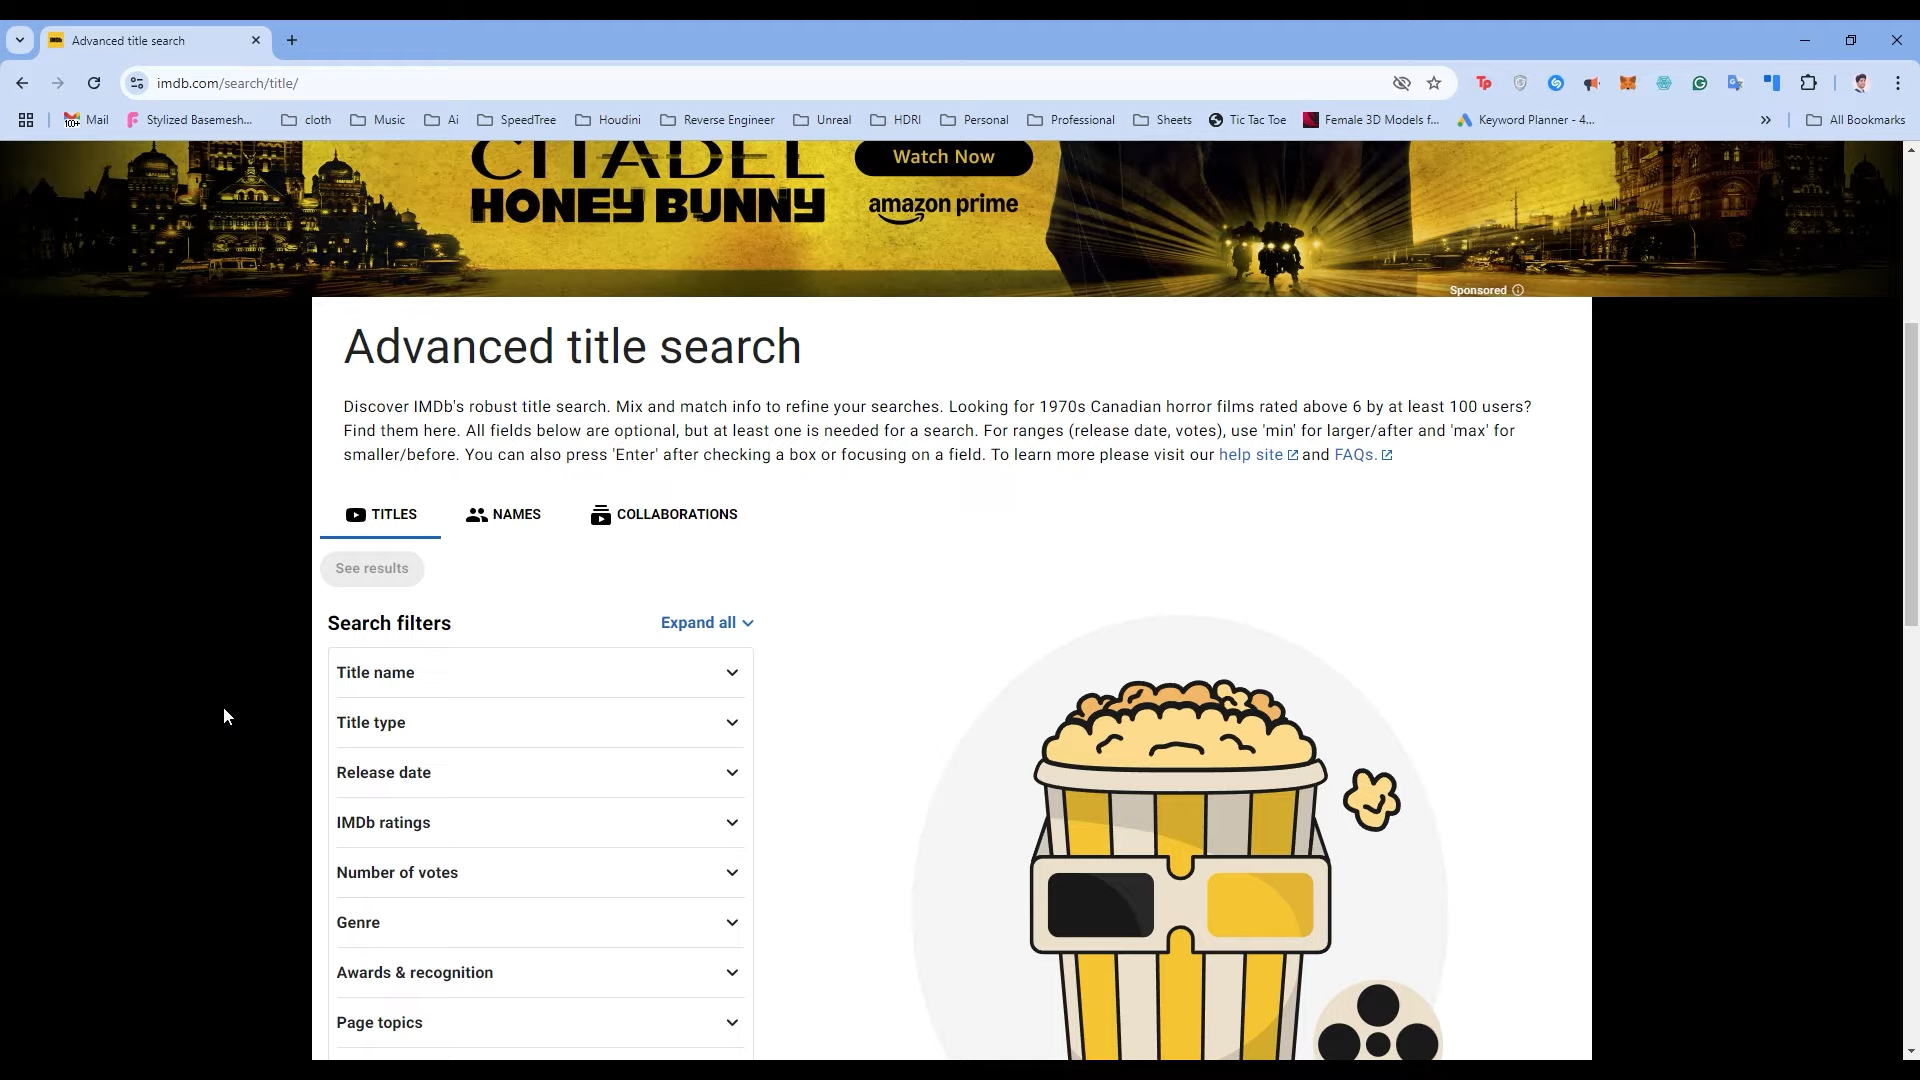 Advanced title search
imdb.com/search/title/
Mail
Stylized Basemesh...
cloth
Music
Ai
SpeedTree
Houdini
Reverse Engineer
Unreal
HDRI
Personal
Professional
Sheets
Tic Tac Toe
Female 3D Models f...
Keyword Planner - 4...
»
All Bookmarks
CITADEL
HONEY BUNNY
Watch Now
amazon prime
Sponsored
Advanced title search
Discover IMDb's robust title search. Mix and match info to refine your searches. Looking for 1970s Canadian horror films rated above 6 by at least 100 users?
Find them here. All fields below are optional, but at least one is needed for a search. For ranges (release date, votes), use 'min' for larger/after and 'max' for
smaller/before. You can also press 'Enter' after checking a box or focusing on a field. To learn more please visit our help site and FAQs.
TITLES
NAMES
COLLABORATIONS
See results
Search filters
Expand all
Title name
Title type
Release date
IMDb ratings
Number of votes
Genre
Awards & recognition
Page topics